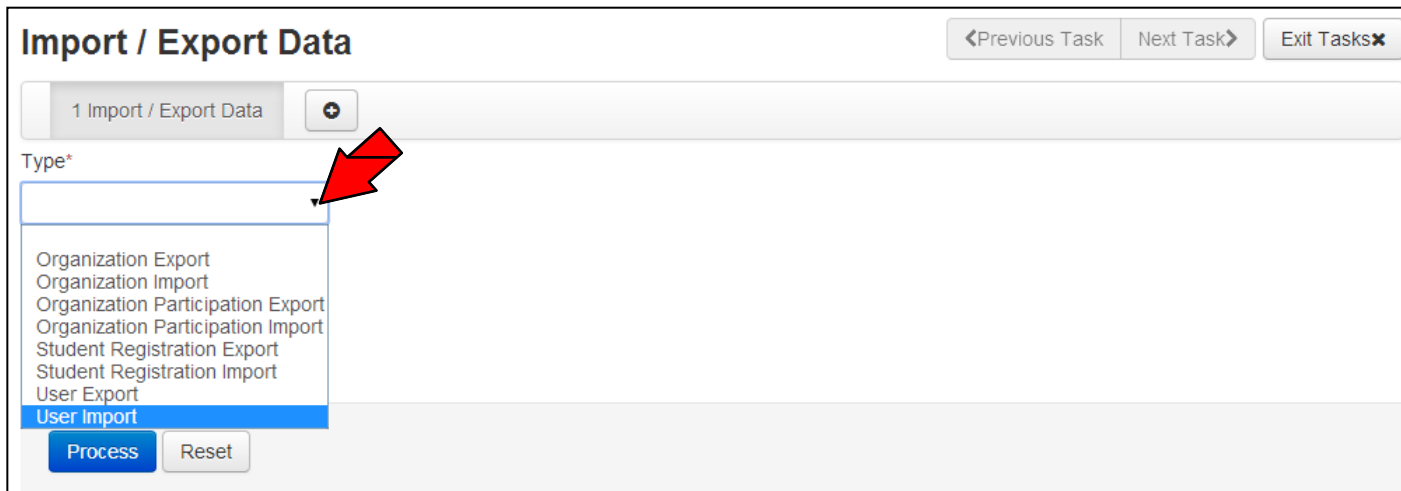 Import / Export Data
Previous Task Next Task Exit Tasks
1 Import / Export Data
Type*
Organization Export
Organization Import
Organization Participation Export
Organization Participation Import
Student Registration Export
Student Registration Import
User Export
User Import
Process Reset